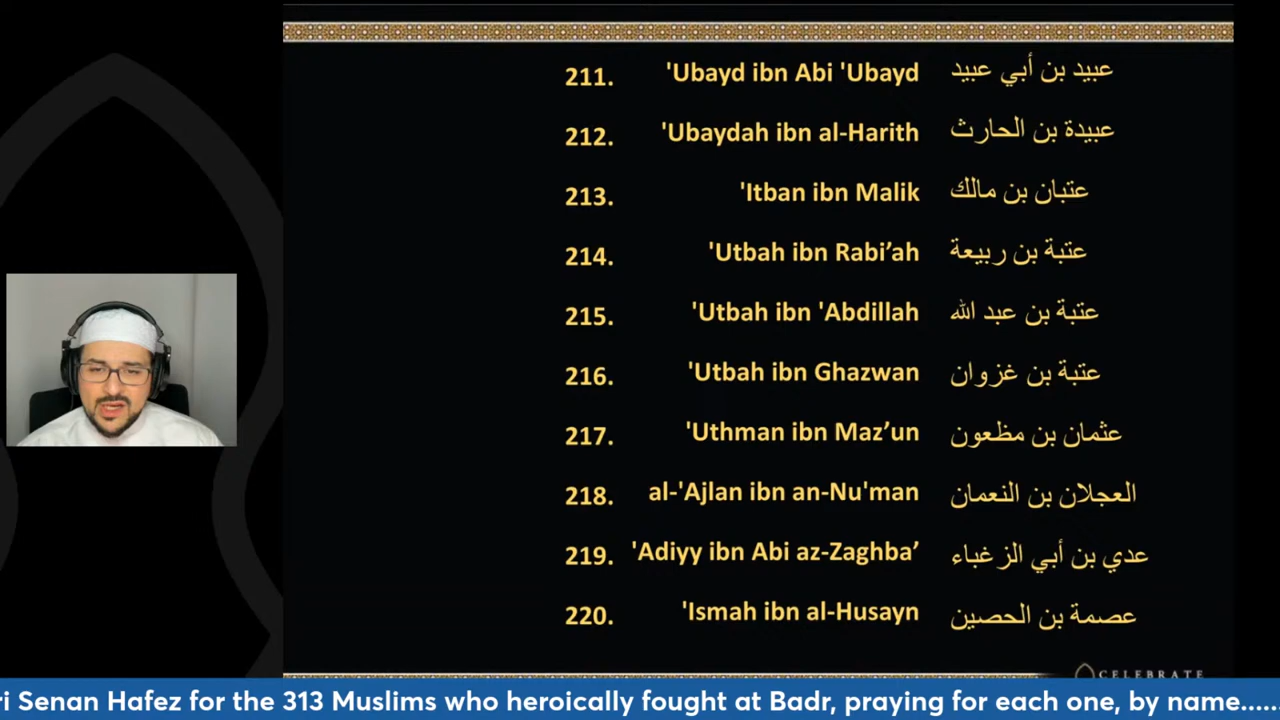 211. 'Ubayd ibn Abi 'Ubayd عبيد بن أبي عبيد
212. 'Ubaydah ibn al-Harith عبيدة بن الحارث
213. 'Itban ibn Malik عتبان بن مالك
214. 'Utbah ibn Rabi’ah عتبة بن ربيعة
215. 'Utbah ibn 'Abdillah عتبة بن عبد الله
216. 'Utbah ibn Ghazwan عتبة بن غزوان
217. 'Uthman ibn Maz’un عثمان بن مظعون
218. al-'Ajlan ibn an-Nu'man العجلان بن النعمان
219. 'Adiyy ibn Abi az-Zaghba’ عدي بن أبي الزغباء
220. 'Ismah ibn al-Husayn عصمة بن الحصين
CELEBRATE
ri Senan Hafez for the 313 Muslims who heroically fought at Badr, praying for each one, by name.....